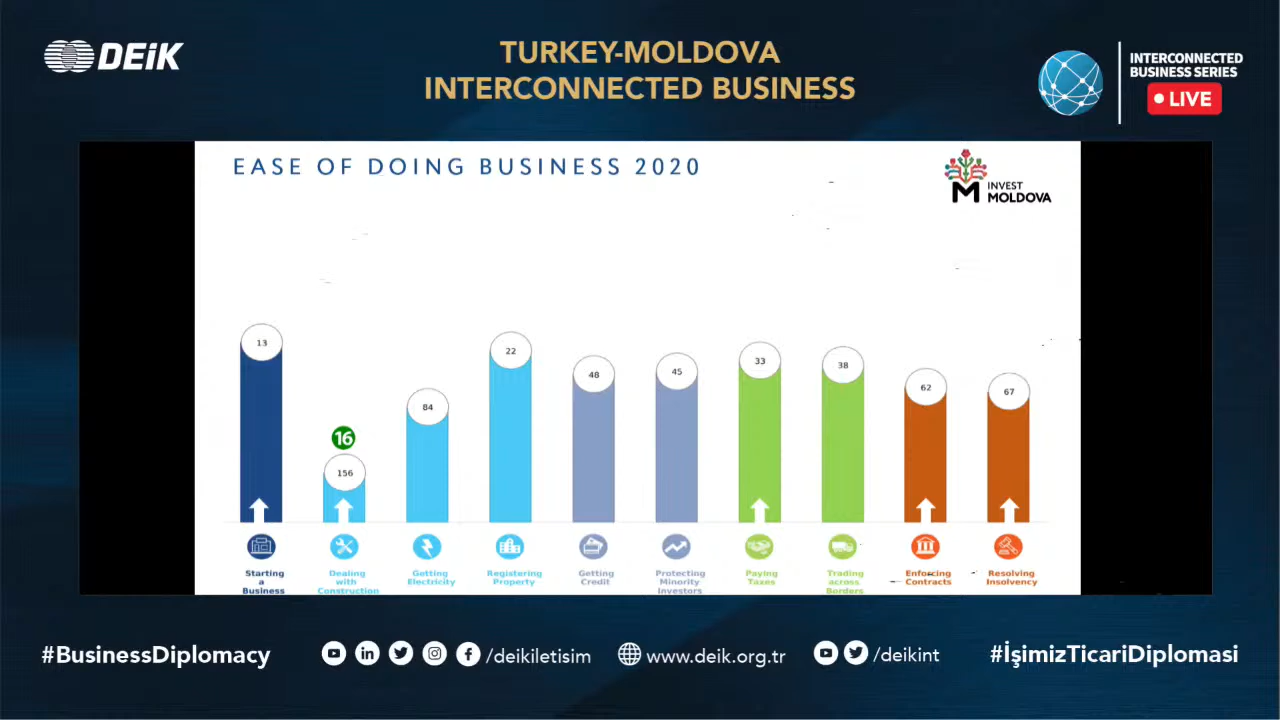 DEiK
TURKEY-MOLDOVA
INTERCONNECTED BUSINESS
INTERCONNECTED
BUSINESS SERIES
LIVE
EASE OF DOING BUSINESS 2020
M INVEST
MOLDOVA
13
156
84
22
48
45
33
38
62
67
16
Starting
a
Business
Dealing
with
Construction
Getting
Electricity
Registering
Property
Getting
Credit
Protecting
Minority
Investors
Paying
Taxes
Trading
across
Borders
Enforcing
Contracts
Resolving
Insolvency
#BusinessDiplomacy
/deikiletisim
www.deik.org.tr
/deikint
#İşimizTicariDiplomasi